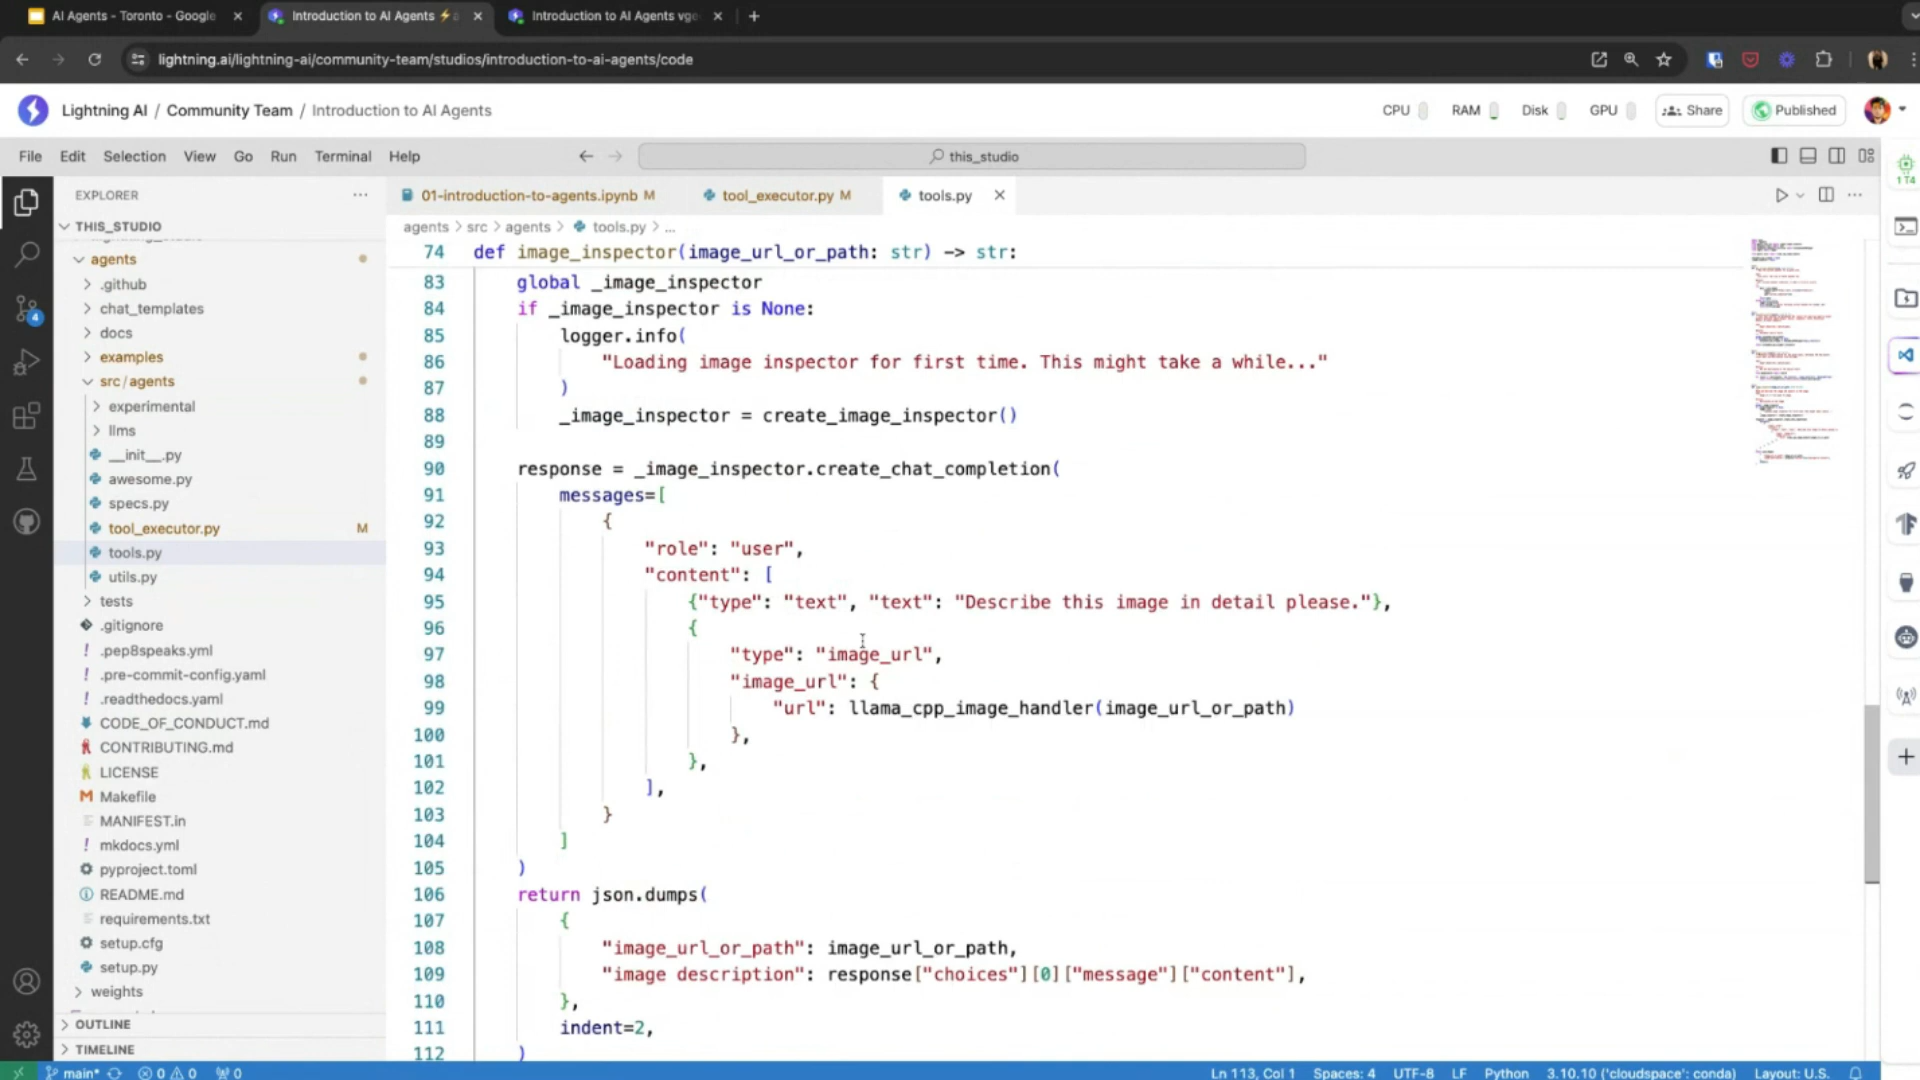 AI Agents - Toronto - Google
Introduction to AI Agents ⚡
Introduction to AI Agents vge
lightning.ai/lightning-ai/community-team/studios/introduction-to-ai-agents/code
Lightning AI / Community Team / Introduction to AI Agents
CPU RAM Disk GPU Share Published
File Edit Selection View Go Run Terminal Help
this_studio
EXPLORER
01-introduction-to-agents.ipynb M
tool_executor.py M
tools.py
1 T4
THIS_STUDIO
agents > src > agents > tools.py > ...
agents
.github
chat_templates
docs
examples
src/agents
experimental
llms
__init__.py
awesome.py
specs.py
tool_executor.py M
tools.py
utils.py
tests
.gitignore
.pep8speaks.yml
.pre-commit-config.yaml
.readthedocs.yaml
CODE_OF_CONDUCT.md
CONTRIBUTING.md
LICENSE
Makefile
MANIFEST.in
mkdocs.yml
pyproject.toml
README.md
requirements.txt
setup.cfg
setup.py
weights
OUTLINE
TIMELINE
4
74 def image_inspector(image_url_or_path: str) -> str:
83 global _image_inspector
84 if _image_inspector is None:
85 logger.info(
86 "Loading image inspector for first time. This might take a while..."
87 )
88 _image_inspector = create_image_inspector()
89
90 response = _image_inspector.create_chat_completion(
91 messages=[
92 {
93 "role": "user",
94 "content": [
95 {"type": "text", "text": "Describe this image in detail please."},
96 {
97 "type": "image_url",
98 "image_url": {
99 "url": llama_cpp_image_handler(image_url_or_path)
100 },
101 },
102 ],
103 }
104 ]
105 )
106 return json.dumps(
107 {
108 "image_url_or_path": image_url_or_path,
109 "image description": response["choices"][0]["message"]["content"],
110 },
111 indent=2,
112 )
main* 0 0 0
Ln 113, Col 1 Spaces: 4 UTF-8 LF Python 3.10.10 ('cloudspace': conda) Layout: U.S.